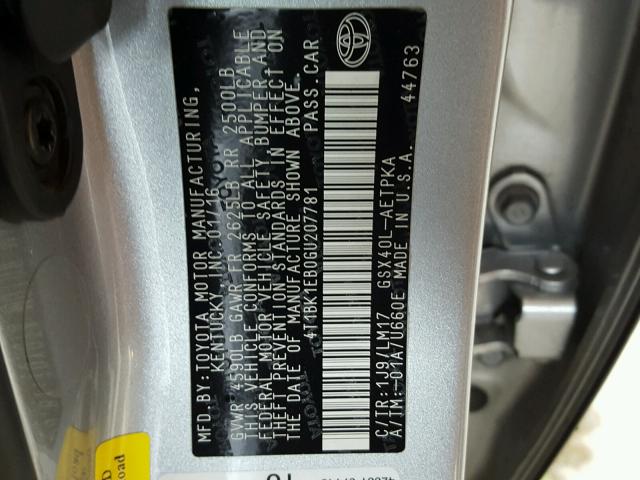 MFD.BY: TOYOTA MOTOR MANUFACTURING,
KENTUCKY, INC. 01/16
GVWR 4590LB GAWR FR 2625LB RR 2500LB
THIS VEHICLE CONFORMS TO ALL APPLICABLE
FEDERAL MOTOR VEHICLE SAFETY BUMPER, AND
THEFT PREVENTION STANDARDS IN EFFECT ON
THE DATE OF MANUFACTURE SHOWN ABOVE.
4T1BK1EB0GU207781 PASS.CAR
C/TR: 1J9/LM17 GSX40L-AETPKA
A/TM: -01A/U660E MADE IN U.S.A. 44763